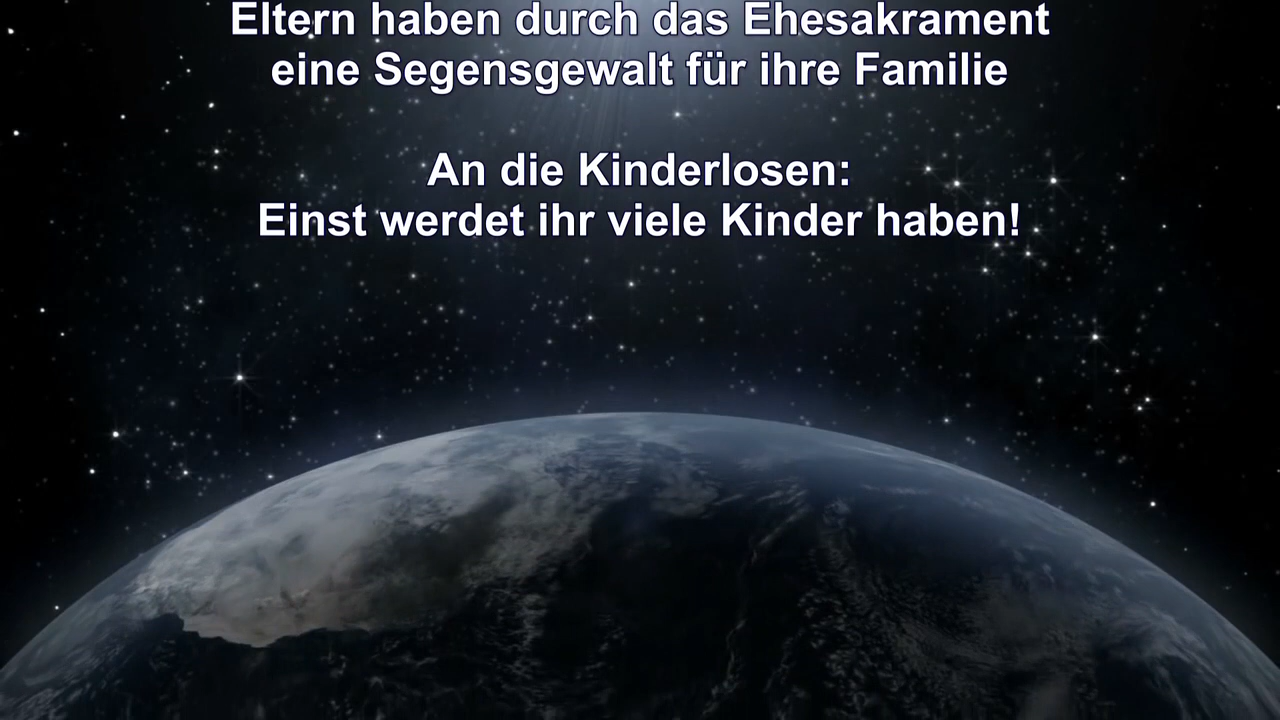 Eltern haben durch das Ehesakrament
eine Segensgewalt für ihre Familie
An die Kinderlosen:
Einst werdet ihr viele Kinder haben!